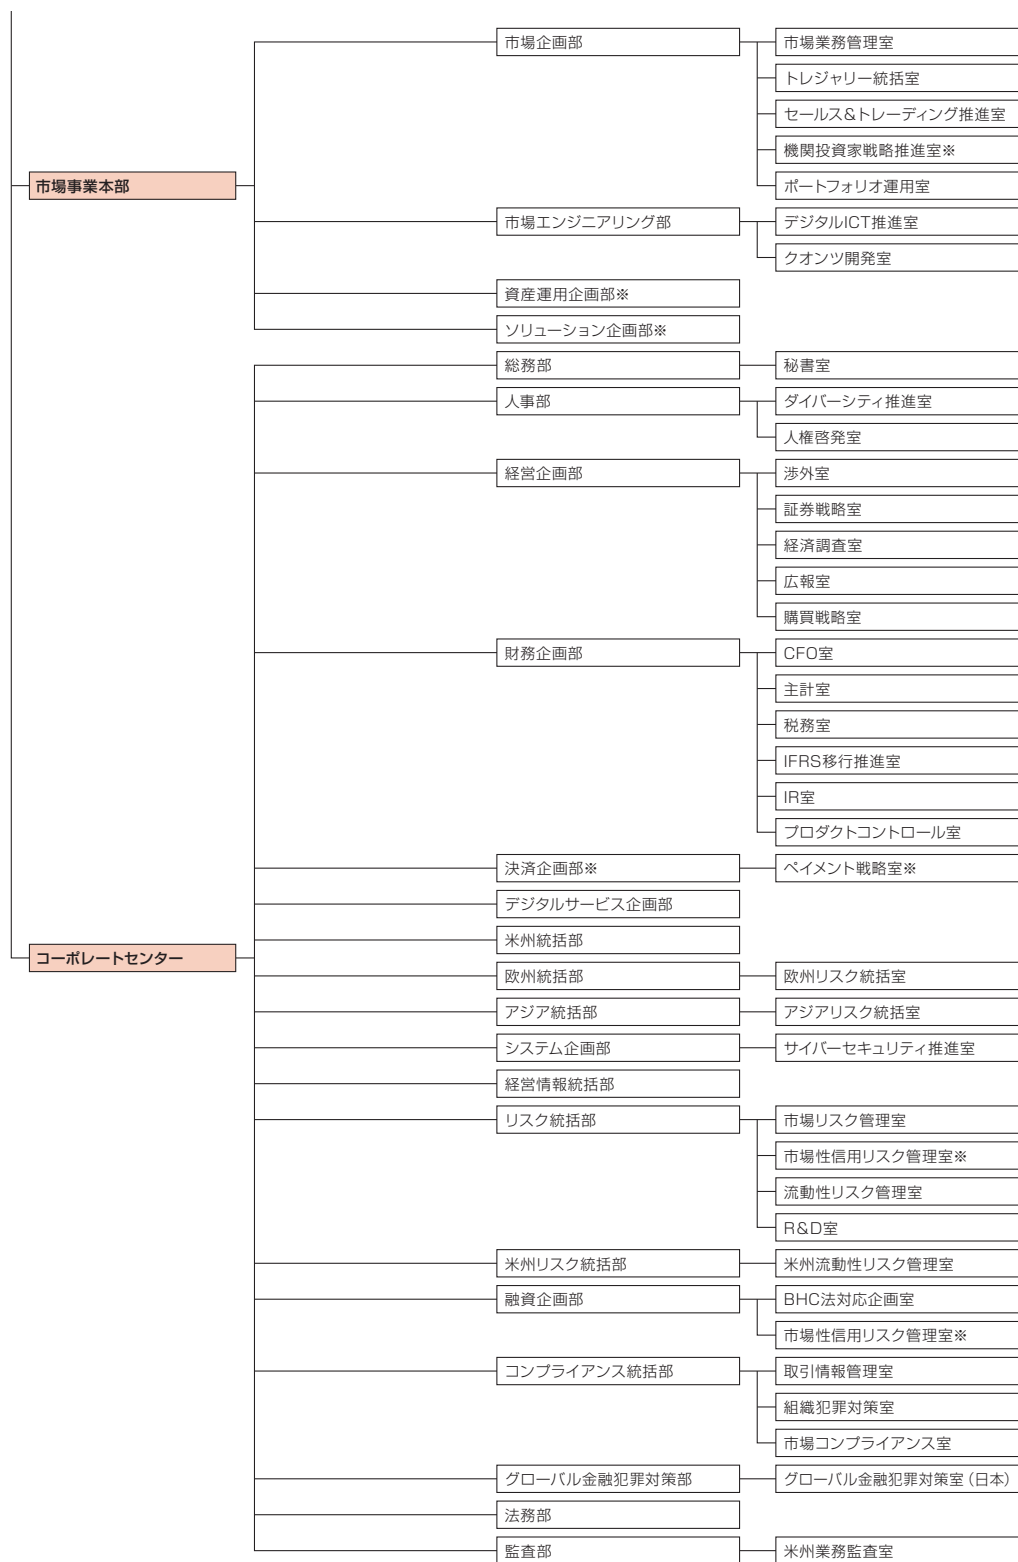 市場企画部
市場業務管理室
トレジャリー統括室
セールス&トレーディング推進室
機関投資家戦略推進室※
市場事業本部
ポートフォリオ運用室
市場エンジニアリング部
デジタルICT推進室
クオンツ開発室
資産運用企画部※
ソリューション企画部※
総務部
秘書室
人事部
ダイバーシティ推進室
人権啓発室
経営企画部
渉外室
証券戦略室
経済調査室
広報室
購買戦略室
財務企画部
CFO室
主計室
税務室
IFRS移行推進室
IR室
プロダクトコントロール室
決済企画部※
ペイメント戦略室※
デジタルサービス企画部
米州統括部
コーポレートセンター
欧州統括部
欧州リスク統括室
アジア統括部
アジアリスク統括室
システム企画部
サイバーセキュリティ推進室
経営情報統括部
リスク統括部
市場リスク管理室
市場性信用リスク管理室※
流動性リスク管理室
R&D室
米州リスク統括部
米州流動性リスク管理室
融資企画部
BHC法対応企画室
市場性信用リスク管理室※
コンプライアンス統括部
取引情報管理室
組織犯罪対策室
市場コンプライアンス室
グローバル金融犯罪対策部
グローバル金融犯罪対策室(日本)
法務部
監査部
米州業務監査室